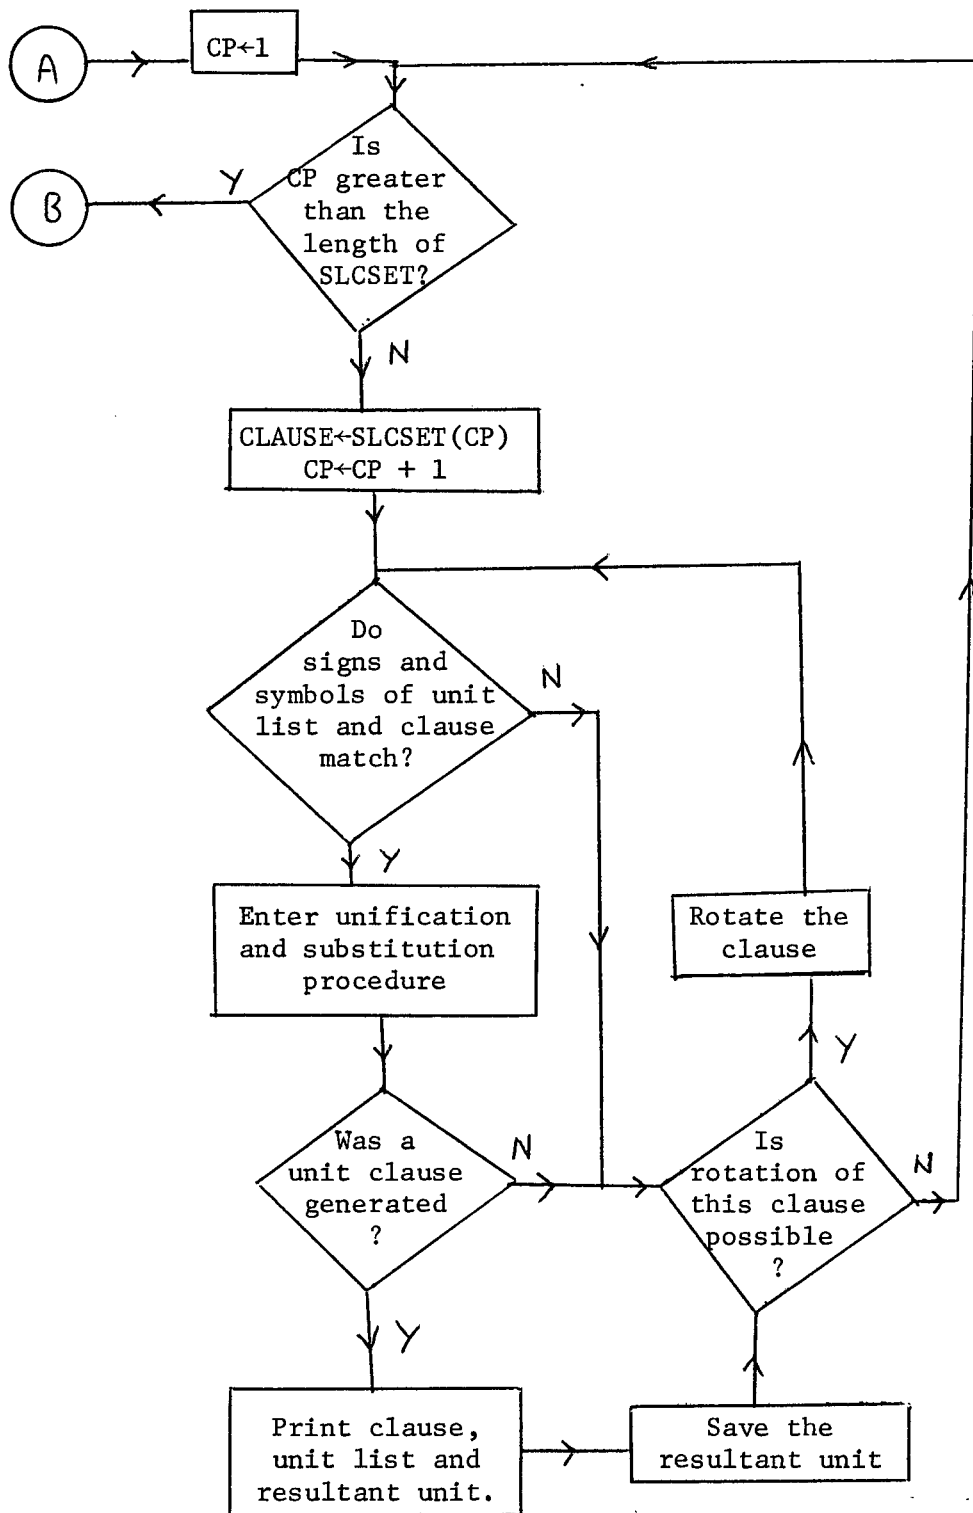 A
CP←1
Is
CP greater
than the
length of
SLCSET?
Y
B
N
CLAUSE←SLCSET(CP)
CP←CP + 1
Do
signs and
symbols of unit
list and clause
match?
N
Y
Enter unification
and substitution
procedure
Rotate the
clause
Y
Was a
unit clause
generated
?
N
Is
rotation of
this clause
possible
?
N
Y
Print clause,
unit list and
resultant unit.
Save the
resultant unit